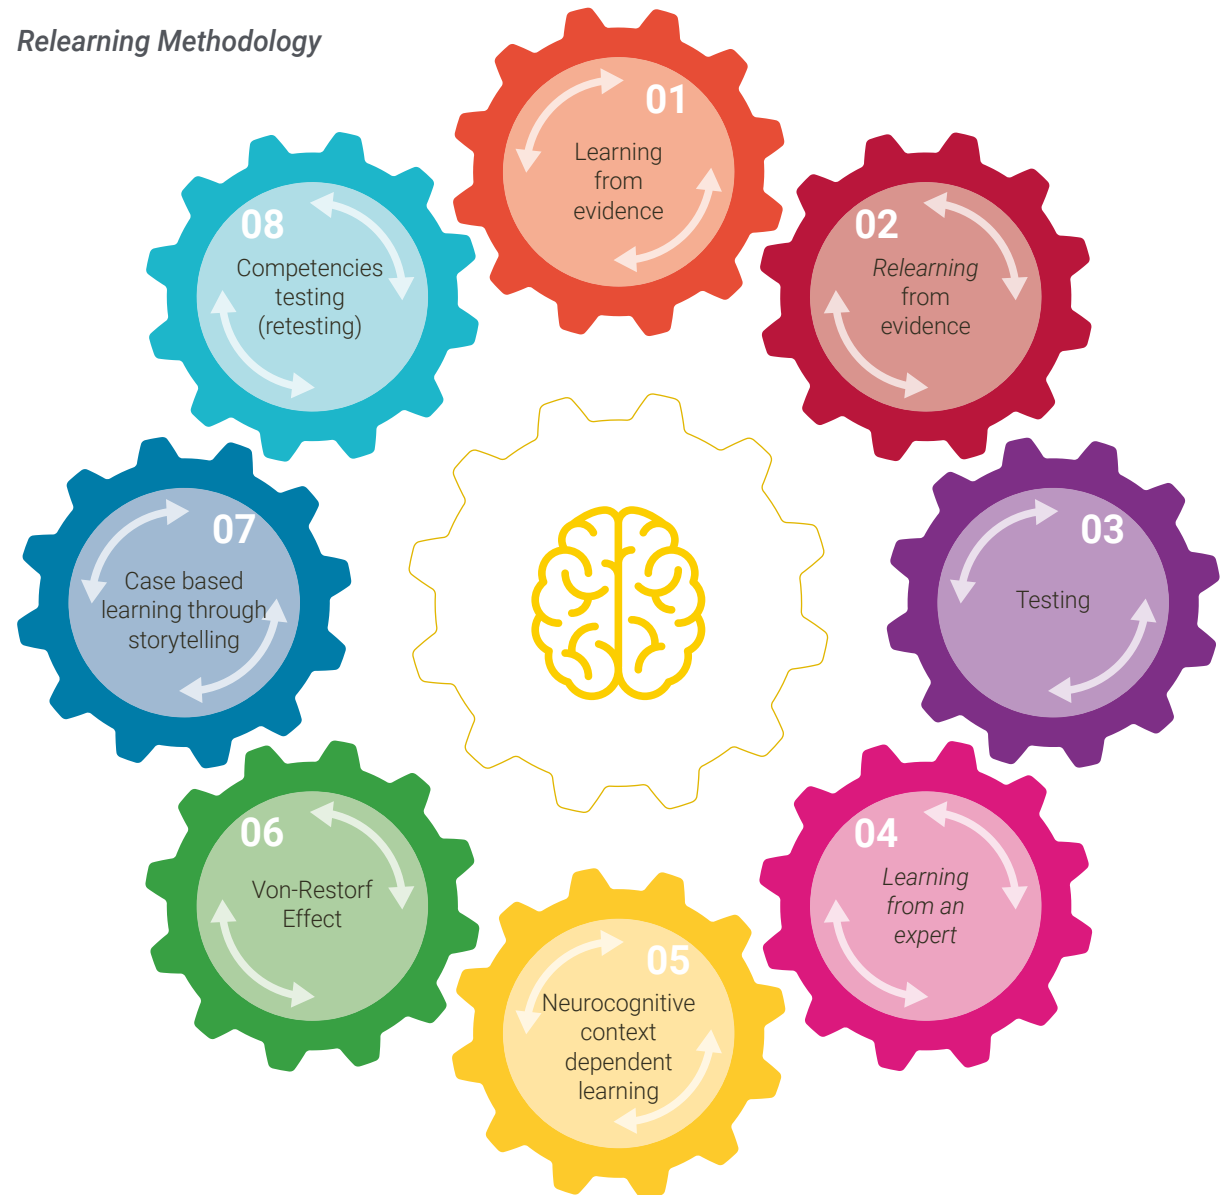 Relearning Methodology
01
Learning
from
evidence
02
Relearning
from
evidence
03
Testing
04
Learning
from an
expert
05
Neurocognitive
context
dependent
learning
06
Von-Restorf
Effect
07
Case based
learning through
storytelling
08
Competencies
testing
(retesting)